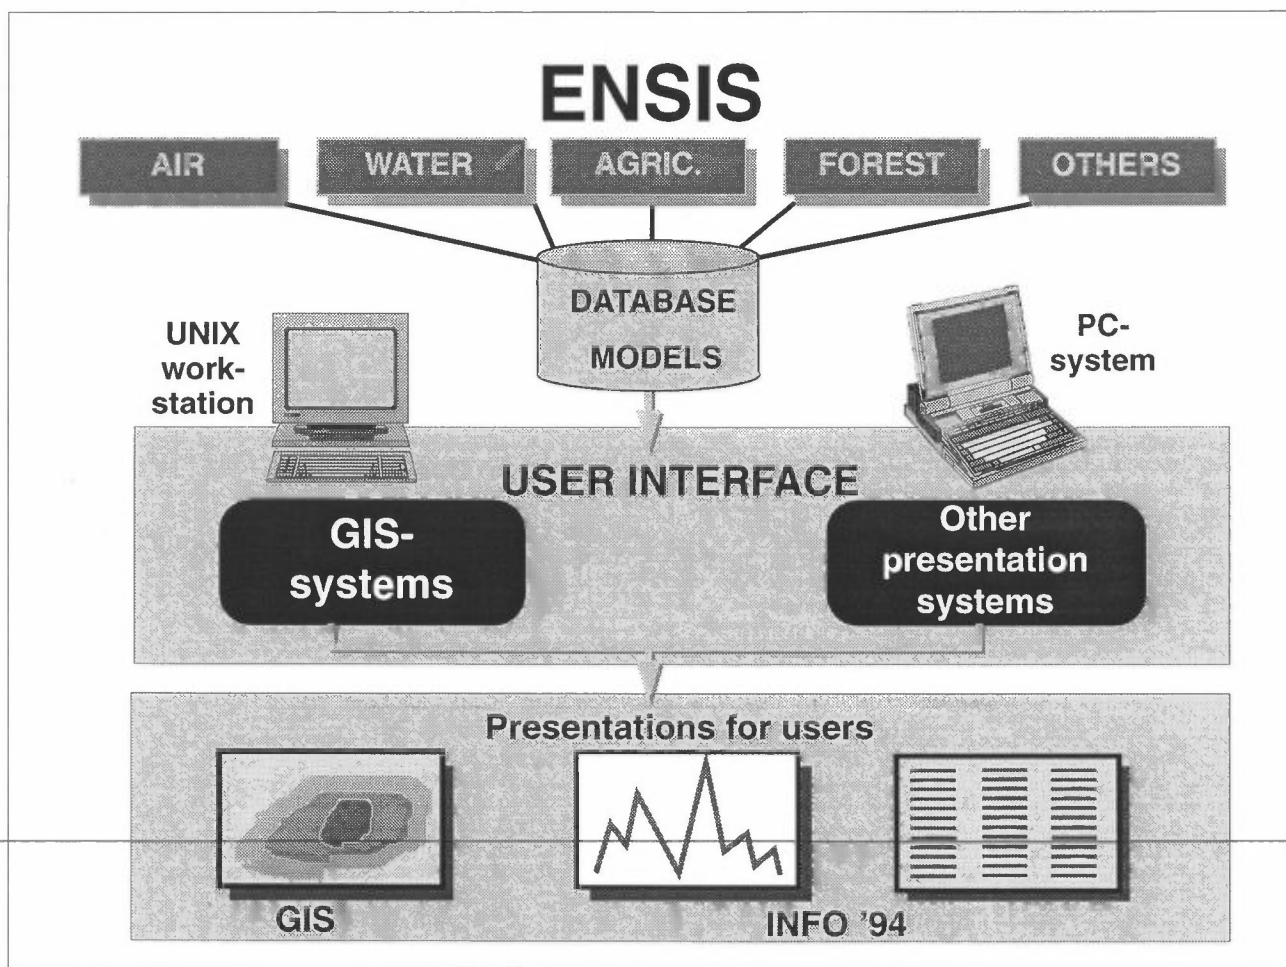 ENSIS
AIR
WATER
AGRIC.
FOREST
OTHERS
DATABASE
MODELS
UNIX
work-
station
PC-
system
USER INTERFACE
GIS-
systems
Other
presentation
systems
Presentations for users
GIS
INFO '94